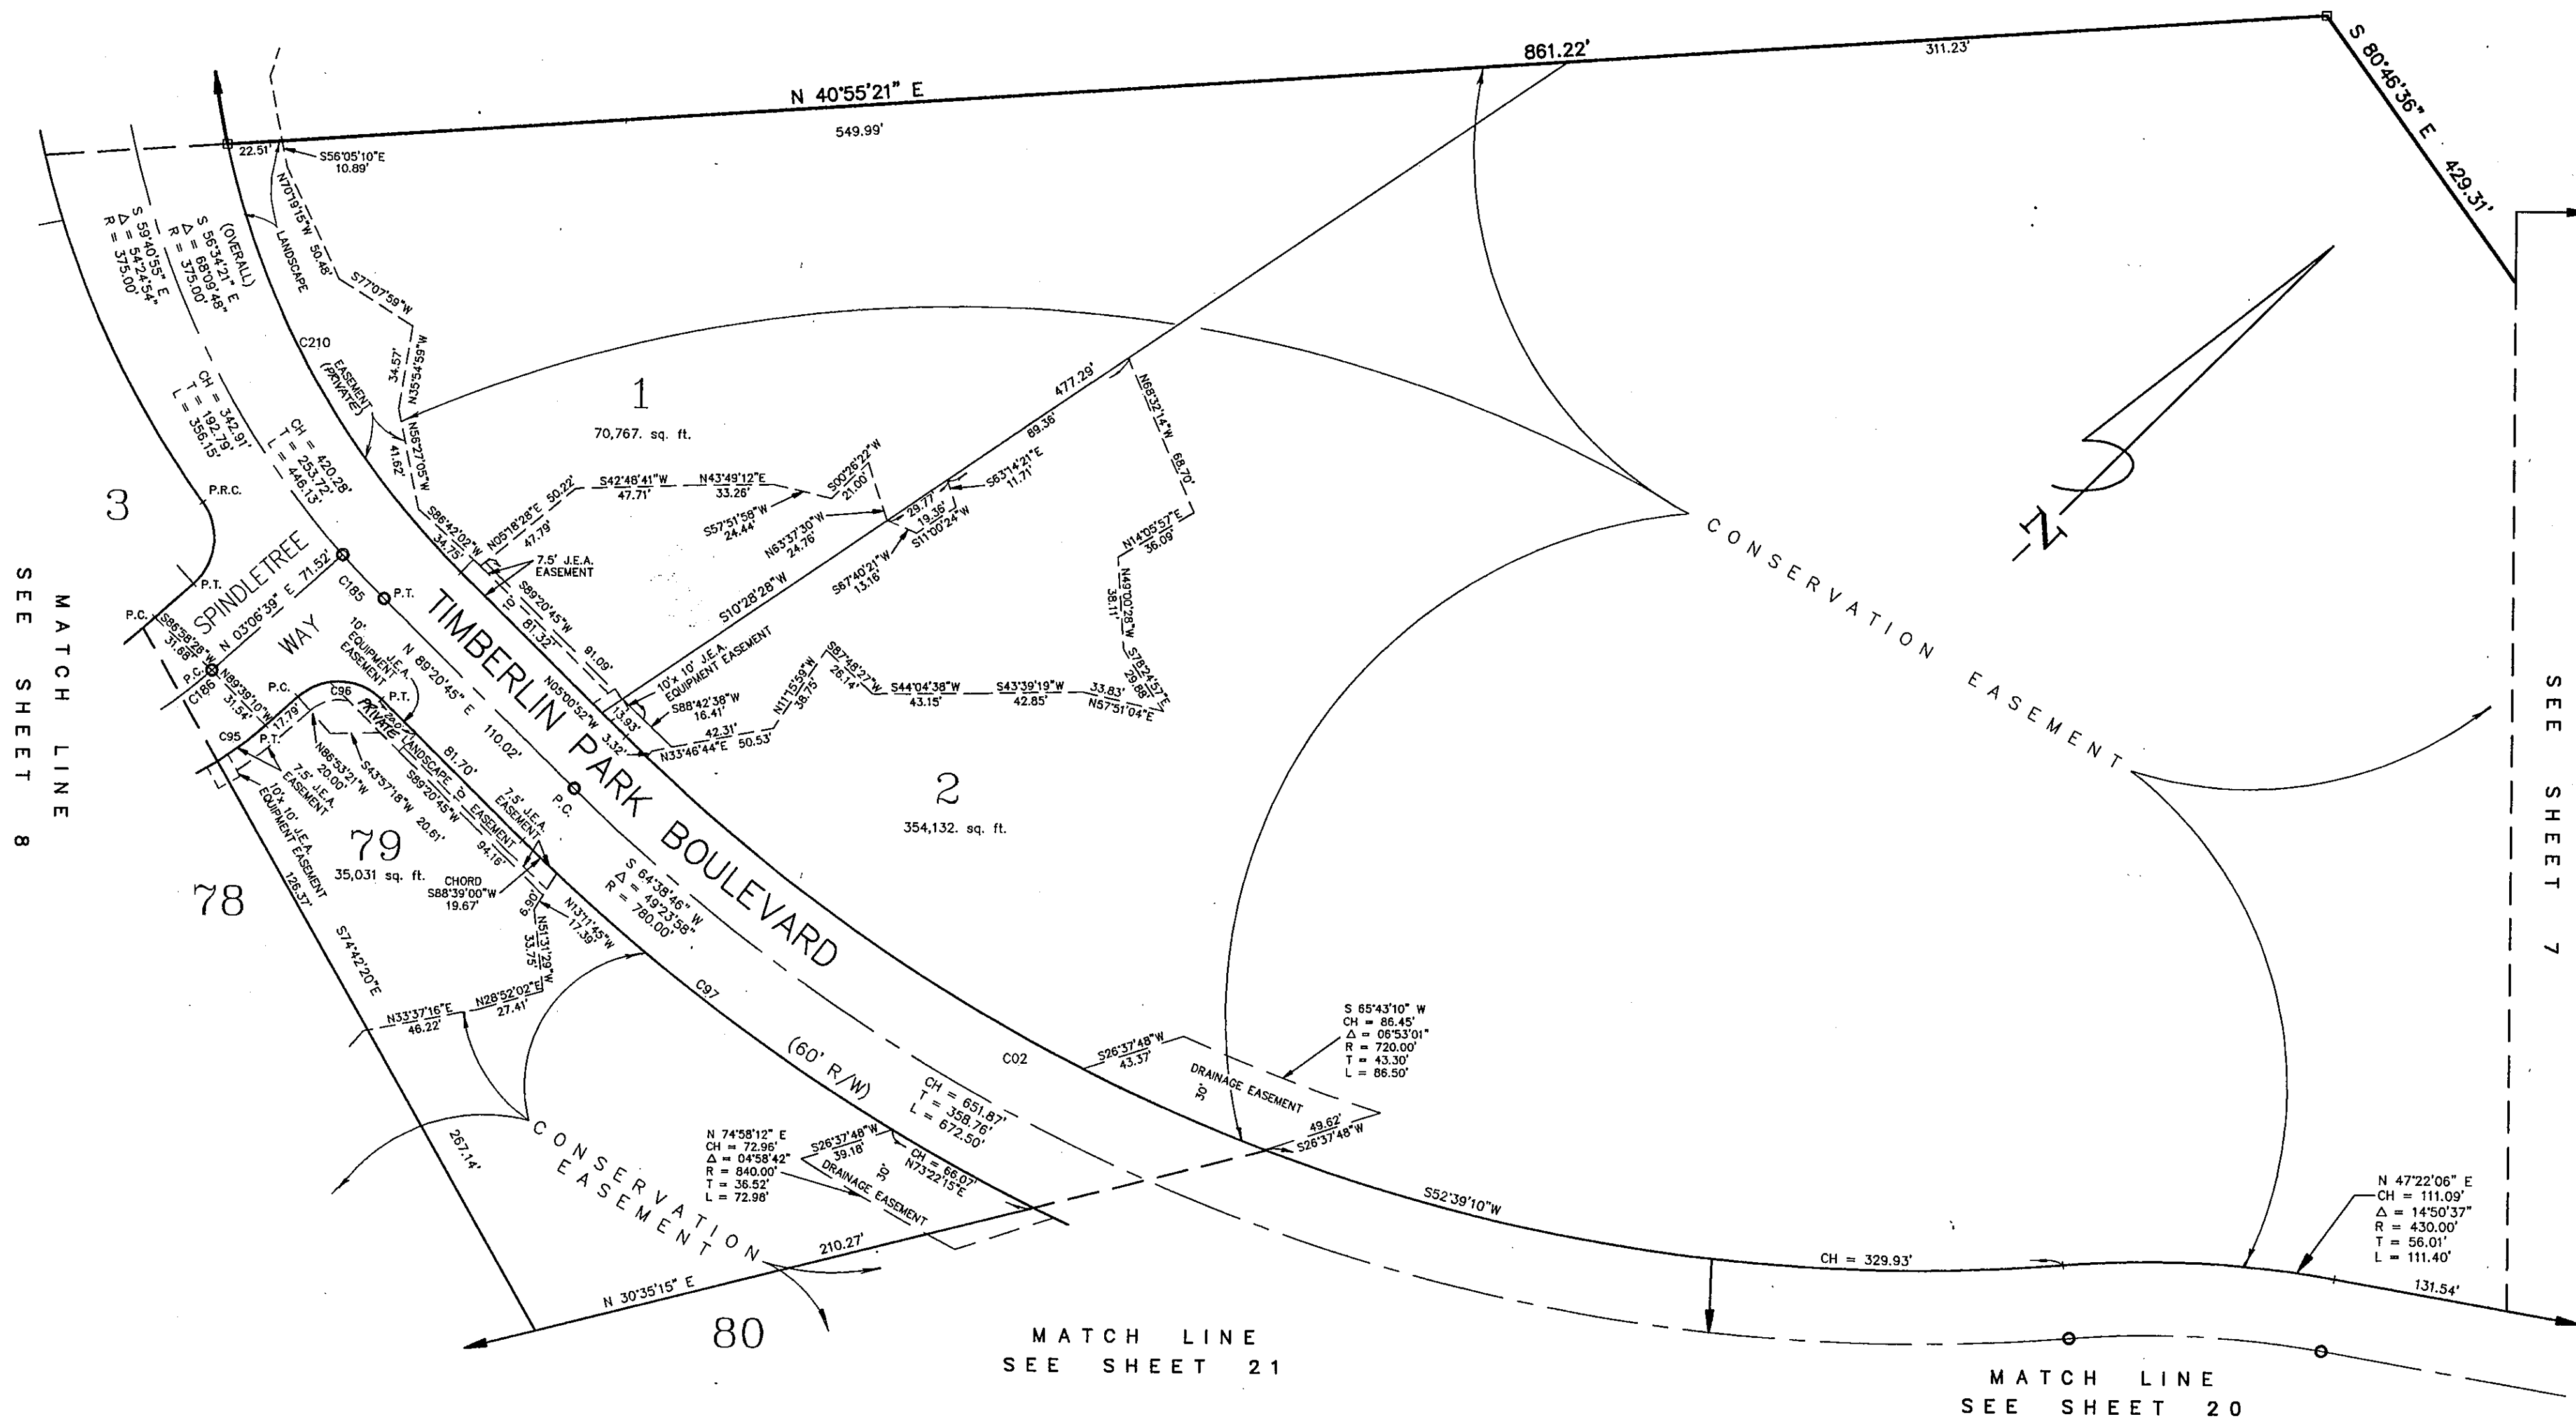 861.22'
311.23'
N 40°55'21" E
549.99'
S 80°46'36" E 429.31'
22.51'
S56°05'10"E
10.89'
N70°19'15"W 50.48'
LANDSCAPE
S77°07'59"W
34.57'
N35°54'59"W
EASEMENT
(PRIVATE)
41.62'
N56°27'05"W
(OVERALL)
S 56°34'21" E
Δ = 68°09'48"
R = 375.00'
S 59°40'55" E
Δ = 54°24'54"
R = 375.00'
C210
CH = 342.91'
T = 192.79'
L = 356.15'
CH = 420.28'
T = 253.72'
L = 446.13'
1
70,767. sq. ft.
477.29'
89.36'
N68°32'14"W 68.70'
S86°42'02"W
34.75'
N05°18'28"E 50.22'
47.79'
S42°48'41"W
47.71'
N43°49'12"E
33.26'
S57°51'58"W
24.44'
S00°26'22"W
21.00'
N63°37'30"W
24.76'
29.77'
19.36'
S11°00'24"W
S63°14'21"E
11.71'
S67°40'21"W
13.16'
N14°05'57"E
36.09'
N49°00'28"W
38.11'
S78°24'57"E
29.88'
S10°28'28"W
7.5' J.E.A.
EASEMENT
S89°20'45"W
91.09'
10'
81.32'
10'x 10' J.E.A.
EQUIPMENT EASEMENT
S88°42'38"W
16.41'
N05°00'52"W
13.93'
3.32'
42.31'
N33°46'44"E 50.53'
N11°15'59"W
38.75'
S87°48'27"W
26.14'
S44°04'38"W
43.15'
S43°39'19"W
42.85'
33.83'
N57°51'04"E
CONSERVATION EASEMENT
N
3
P.R.C.
P.T.
P.C.
SPINDLETREE
WAY
N 03°06'39" E 71.52'
S86°58'28"W
31.68'
P.C.
C186
N89°39'10"W
31.54'
C185
P.T.
TIMBERLIN PARK BOULEVARD
10'
J.E.A.
EQUIPMENT
EASEMENT
N 89°20'45" E 110.02'
P.C.
C96
P.T.
17.79'
C95
P.T.
PRIVATE LANDSCAPE EASEMENT
10'
81.70'
S89°20'45"W 94.16'
N86°53'21"W
20.00'
S43°57'18"W 20.61'
7.5' J.E.A.
EASEMENT
10'x 10' J.E.A.
EQUIPMENT EASEMENT
7.5' J.E.A.
EASEMENT
P.C.
79
35,031 sq. ft.
CHORD
S88°39'00"W
19.67'
78
126.37'
S74°42'20"E
267.14'
6.90'
N51°31'29"W
33.75'
N13°11'45"W
17.39'
N28°52'02"E
27.41'
N33°37'16"E
46.22'
S 64°38'46" W
Δ = 49°23'58"
R = 780.00'
2
354,132. sq. ft.
C97
(60' R/W)
CH = 651.87'
T = 358.76'
L = 672.50'
C02
S26°37'48"W
43.37'
DRAINAGE EASEMENT
30'
49.62'
S26°37'48"W
S 65°43'10" W
CH = 86.45'
Δ = 06°53'01"
R = 720.00'
T = 43.30'
L = 86.50'
CONSERVATION
EASEMENT
N 74°58'12" E
CH = 72.96'
Δ = 04°58'42"
R = 840.00'
T = 36.52'
L = 72.98'
S26°37'48"W
39.18'
30'
DRAINAGE EASEMENT
CH = 66.07'
N73°22'15"E
210.27'
N 30°35'15" E
80
S52°39'10"W
CH = 329.93'
N 47°22'06" E
CH = 111.09'
Δ = 14°50'37"
R = 430.00'
T = 56.01'
L = 111.40'
131.54'
MATCH LINE
SEE SHEET 8
SEE SHEET 7
MATCH LINE
SEE SHEET 21
MATCH LINE
SEE SHEET 20